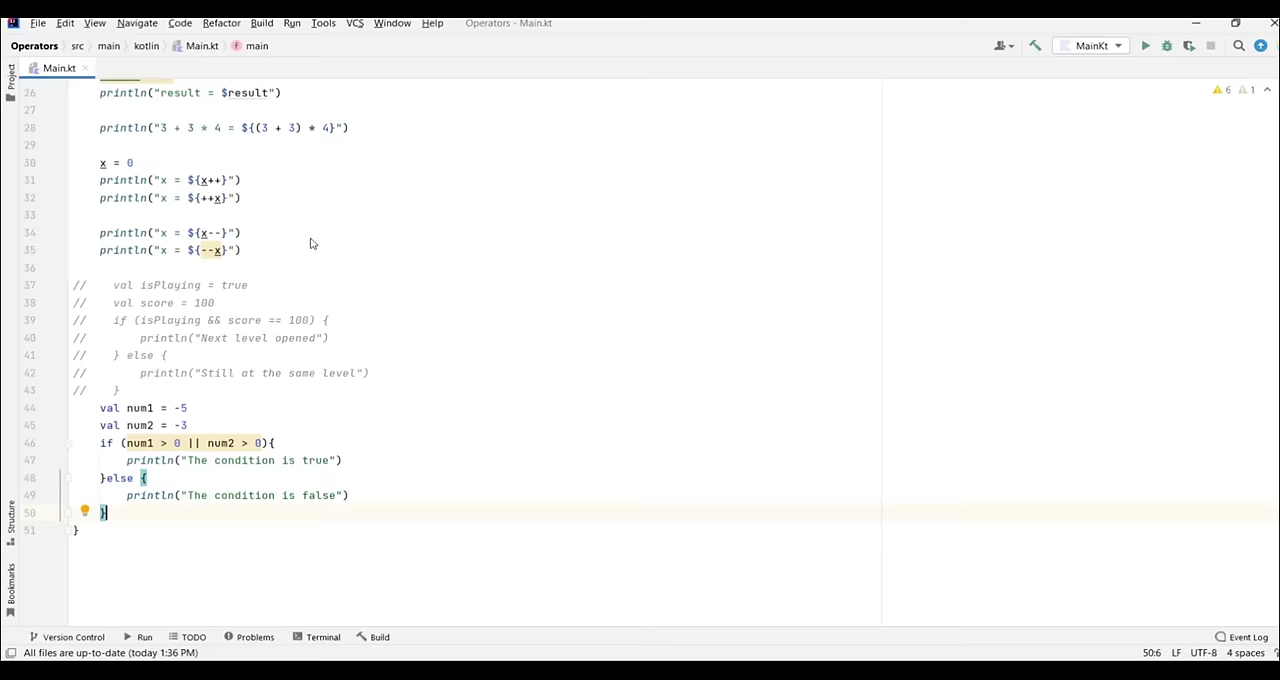 File Edit View Navigate Code Refactor Build Run Tools VCS Window Help Operators - Main.kt
Operators src main kotlin Main.kt main MainKt
Project Main.kt
6 1
26 println("result = $result")
27
28 println("3 + 3 * 4 = ${(3 + 3) * 4}")
29
30 x = 0
31 println("x = ${x++}")
32 println("x = ${++x}")
33
34 println("x = ${x--}")
35 println("x = ${--x}")
36
37 // val isPlaying = true
38 // val score = 100
39 // if (isPlaying && score == 100) {
40 // println("Next level opened")
41 // } else {
42 // println("Still at the same level")
43 // }
44 val num1 = -5
45 val num2 = -3
46 if (num1 > 0 || num2 > 0){
47 println("The condition is true")
48 }else {
49 println("The condition is false")
50 }
51 }
Structure
Bookmarks
Version Control Run TODO Problems Terminal Build Event Log
All files are up-to-date (today 1:36 PM) 50:6 LF UTF-8 4 spaces